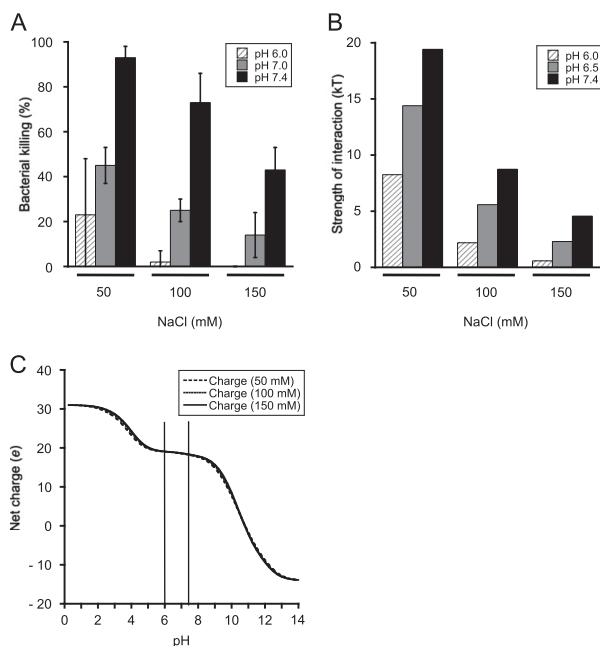 A
100
80
60
40
20
0
Bacterial killing (%)
pH 6.0
pH 7.0
pH 7.4
50
100
150
NaCl (mM)
B
20
15
10
5
0
Strength of interaction (kT)
pH 6.0
pH 6.5
pH 7.4
50
100
150
NaCl (mM)
C
40
30
20
10
0
- 10
- 20
Net charge (e)
Charge (50 mM)
Charge (100 mM)
Charge (150 mM)
0
2
4
6
8
10
12
14
pH